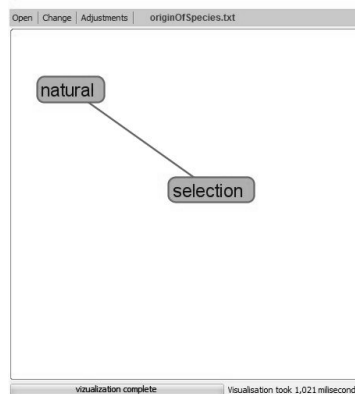 Open Change Adjustments originOfSpecies.txt
natural
selection
vizualization complete Visualisation took 1,021 milisecond